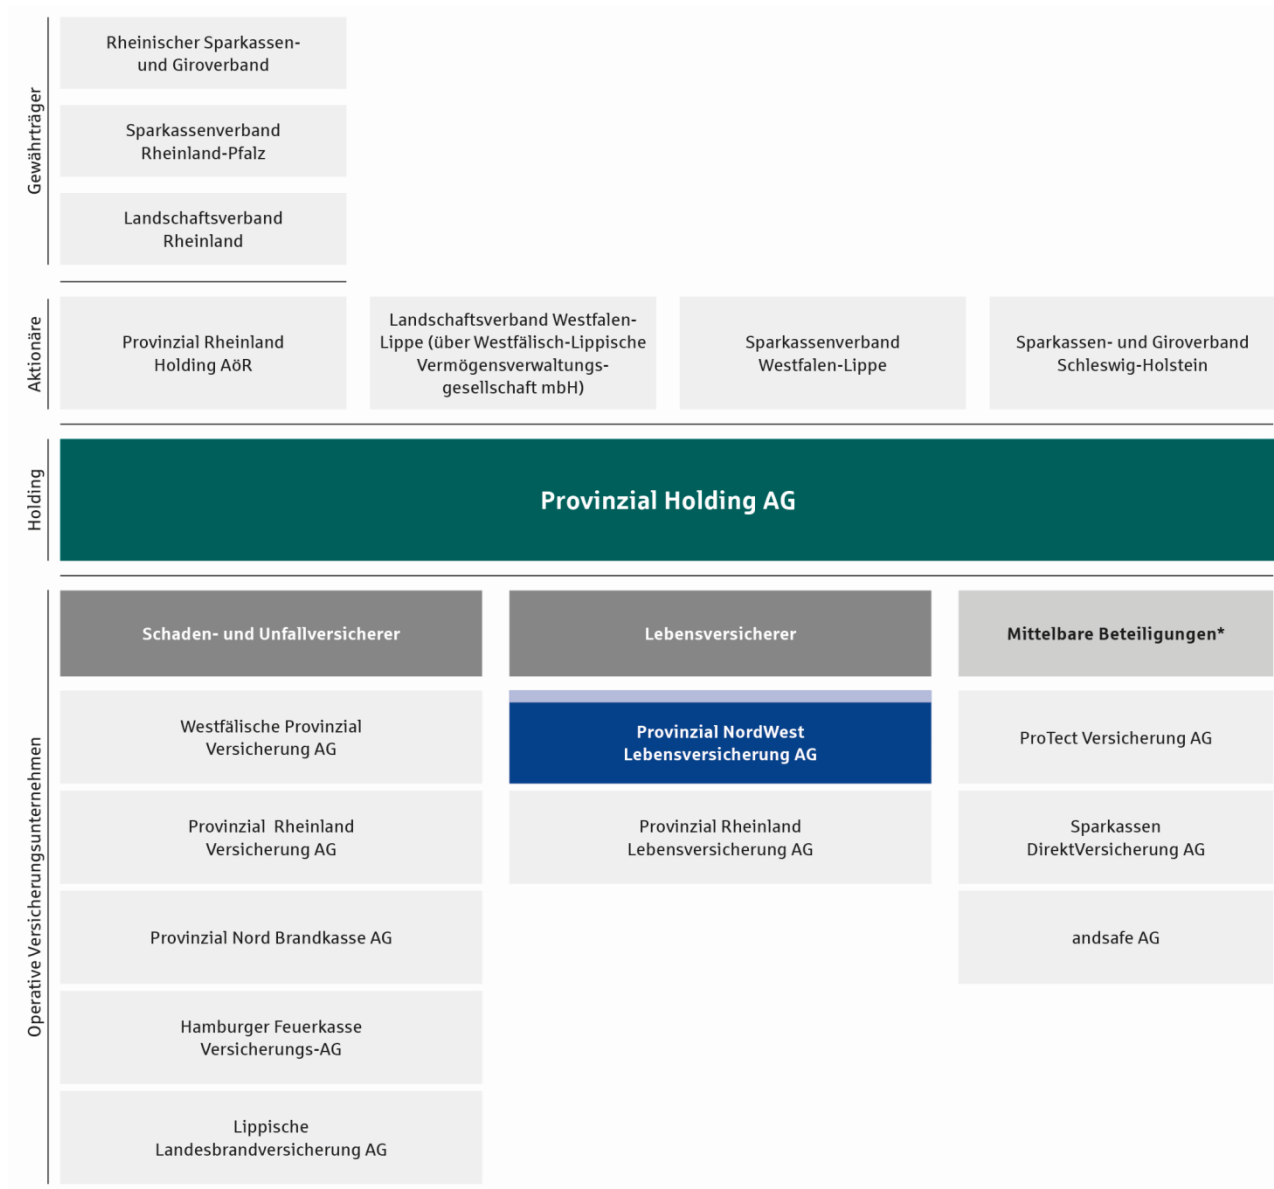 Gewährträger
Rheinischer Sparkassen-
und Giroverband
Sparkassenverband
Rheinland-Pfalz
Landschaftsverband
Rheinland
Aktionäre
Provinzial Rheinland
Holding AöR
Landschaftsverband Westfalen-
Lippe (über Westfälisch-Lippische
Vermögensverwaltungs-
gesellschaft mbH)
Sparkassenverband
Westfalen-Lippe
Sparkassen- und Giroverband
Schleswig-Holstein
Holding
Provinzial Holding AG
Operative Versicherungsunternehmen
Schaden- und Unfallversicherer
Westfälische Provinzial
Versicherung AG
Provinzial Rheinland
Versicherung AG
Provinzial Nord Brandkasse AG
Hamburger Feuerkasse
Versicherungs-AG
Lippische
Landesbrandversicherung AG
Lebensversicherer
Provinzial NordWest
Lebensversicherung AG
Provinzial Rheinland
Lebensversicherung AG
Mittelbare Beteiligungen*
ProTect Versicherung AG
Sparkassen
DirektVersicherung AG
andsafe AG